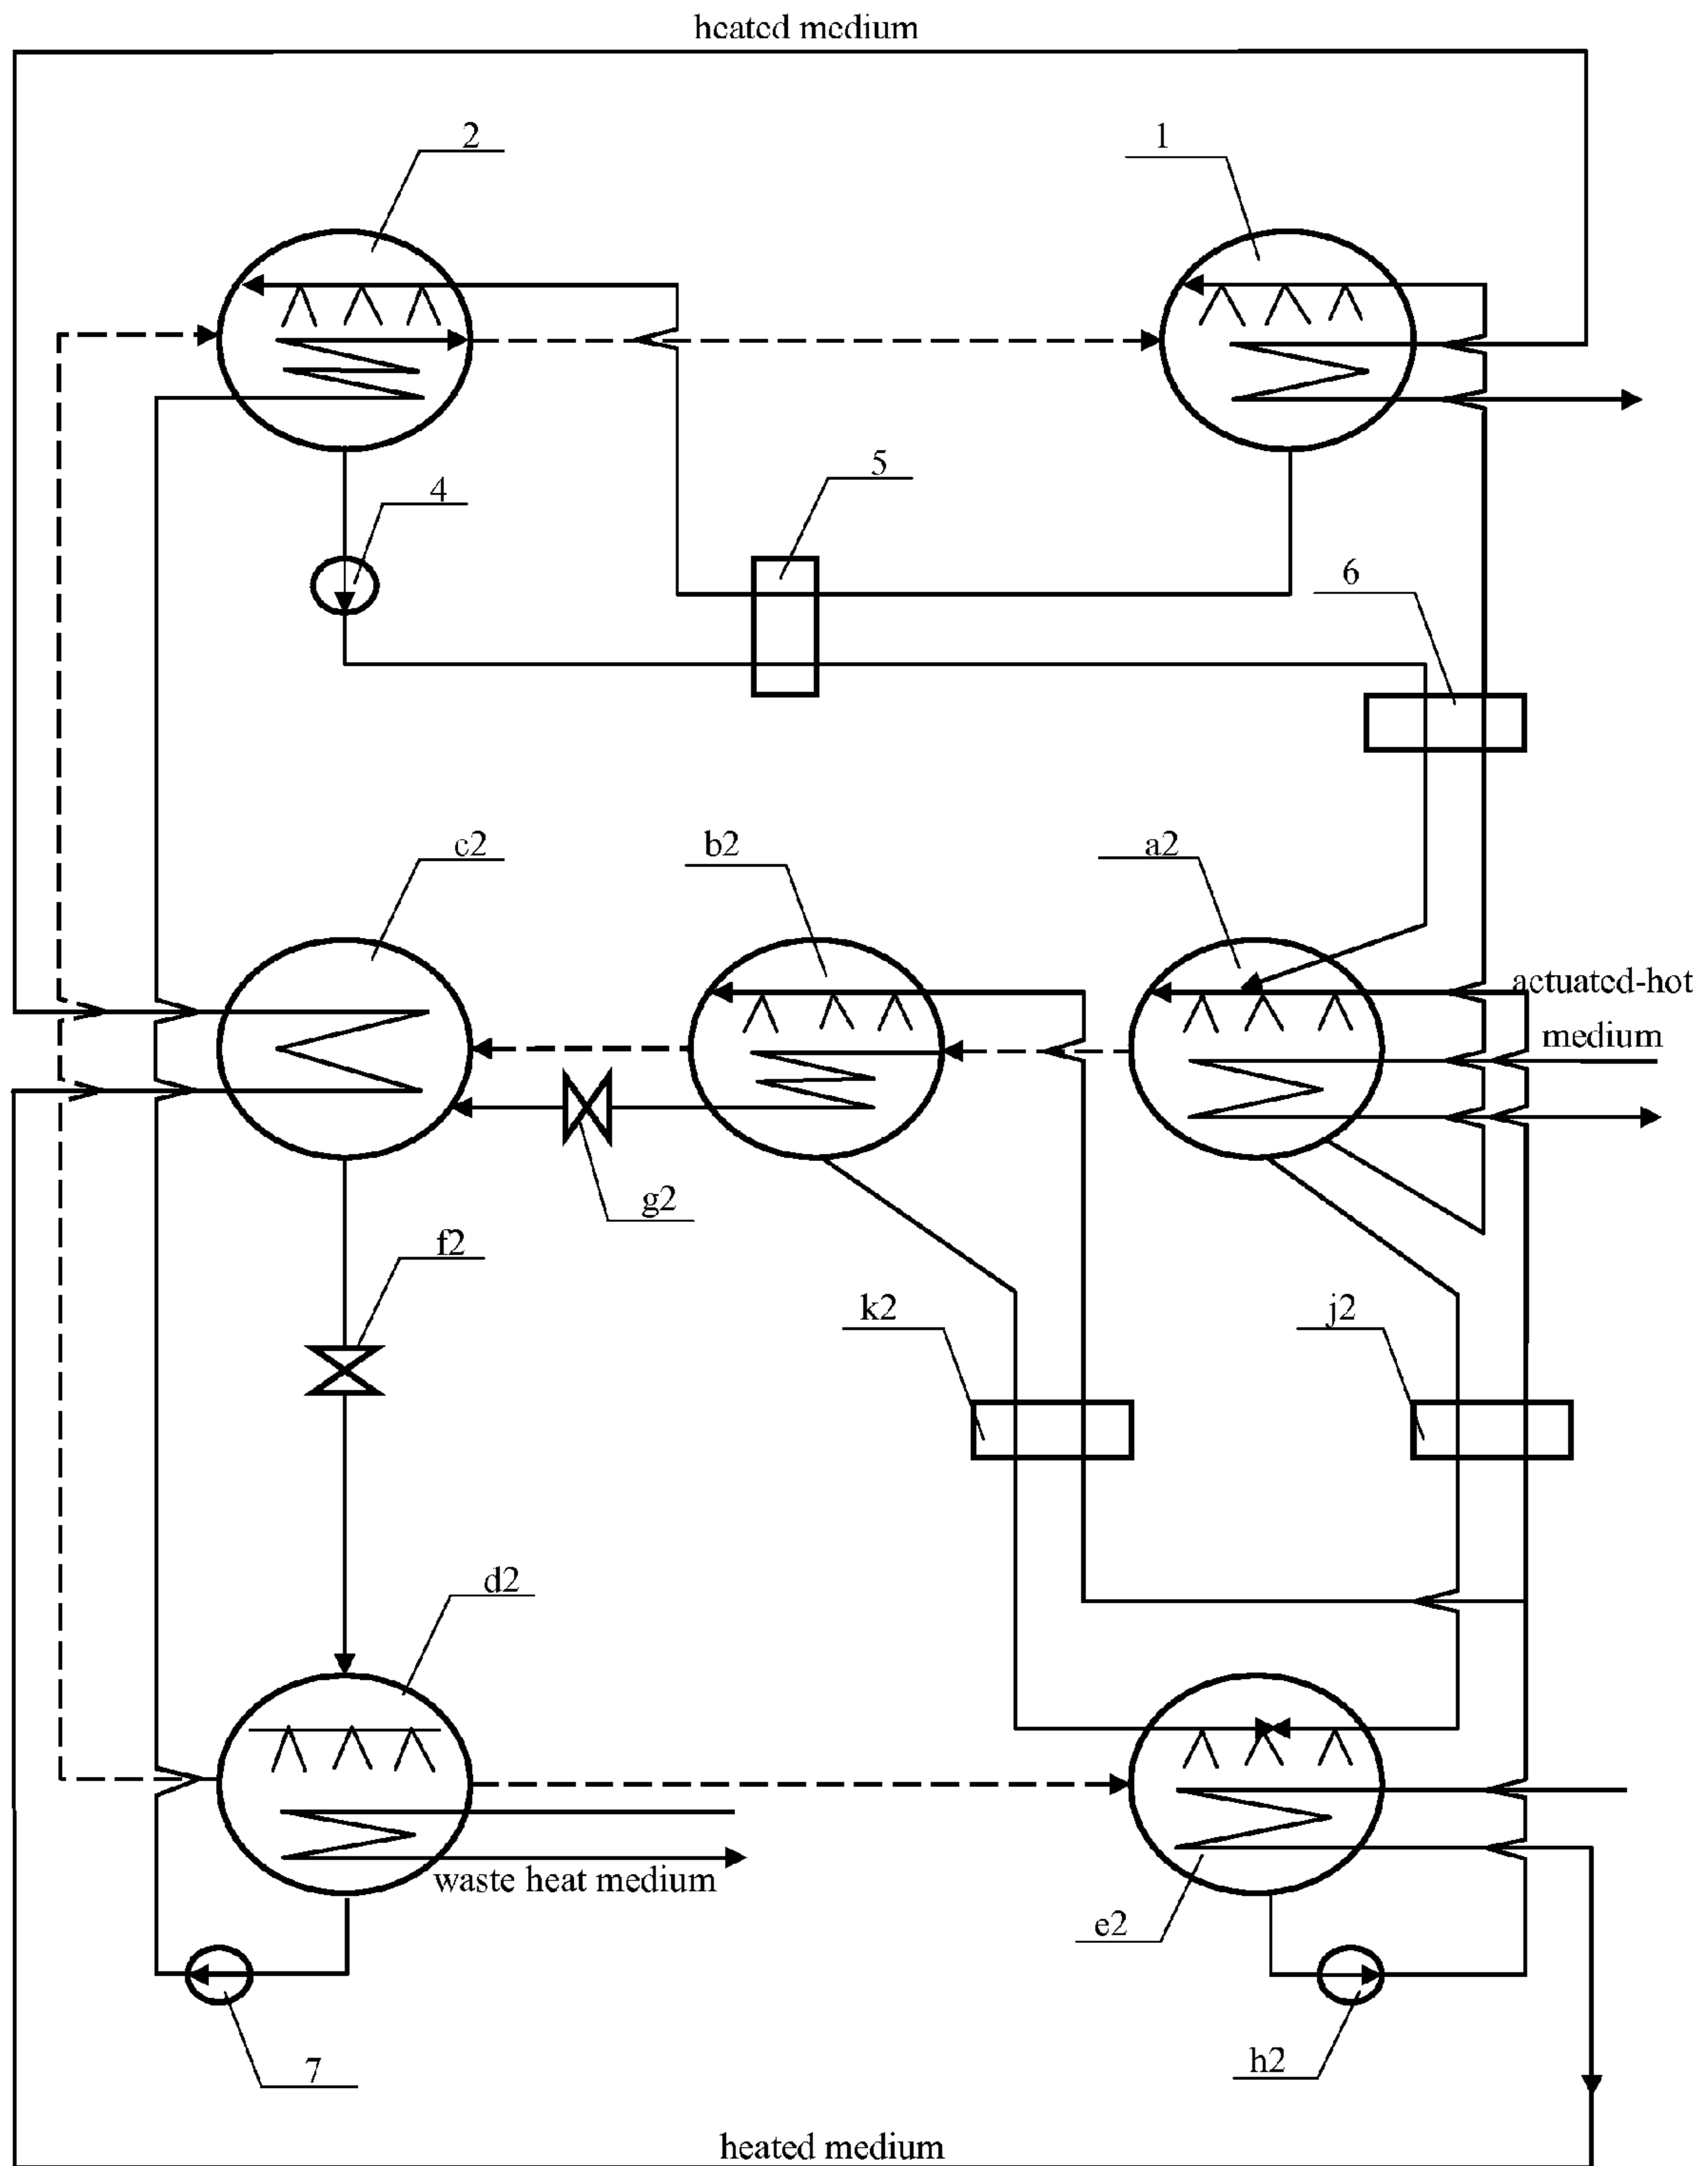 heated medium
2
1
4
5
6
c2
b2
a2
actuated-hot
medium
g2
f2
k2
j2
d2
waste heat medium
e2
7
h2
heated medium